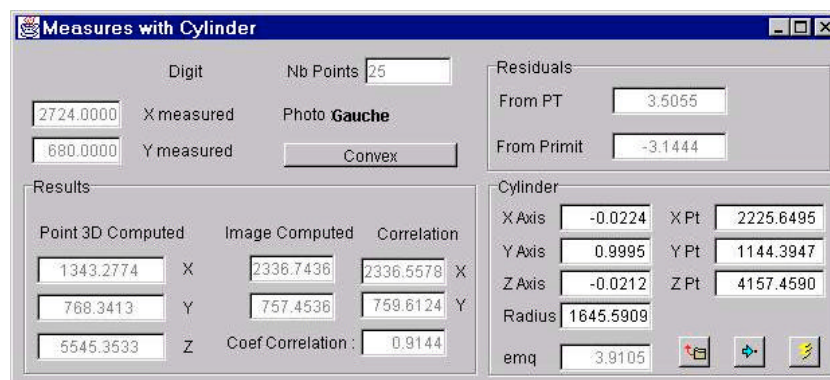 Measures with Cylinder
Digit Nb Points 25
2724.0000 X measured Photo Gauche
680.0000 Y measured Convex
Residuals
From PT 3.5055
From Primit -3.1444
Results
Point 3D Computed Image Computed Correlation
1343.2774 X 2336.7436 2336.5578 X
768.3413 Y 757.4536 759.6124 Y
5545.3533 Z Coef Correlation : 0.9144
Cylinder
X Axis -0.0224 X Pt 2225.6495
Y Axis 0.9995 Y Pt 1144.3947
Z Axis -0.0212 Z Pt 4157.4590
Radius 1645.5909
emq 3.9105